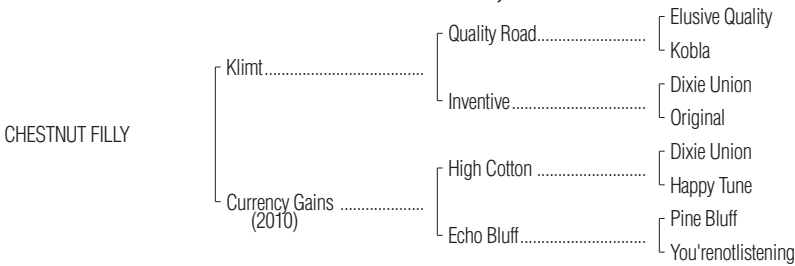 Elusive Quality
Quality Road..............................
Kobla
Klimt............................................
Dixie Union
Inventive.....................................
Original
CHESTNUT FILLY
Dixie Union
High Cotton ..............................
Happy Tune
Currency Gains .......................
(2010)
Pine Bluff
Echo Bluff...................................
You'renotlistening